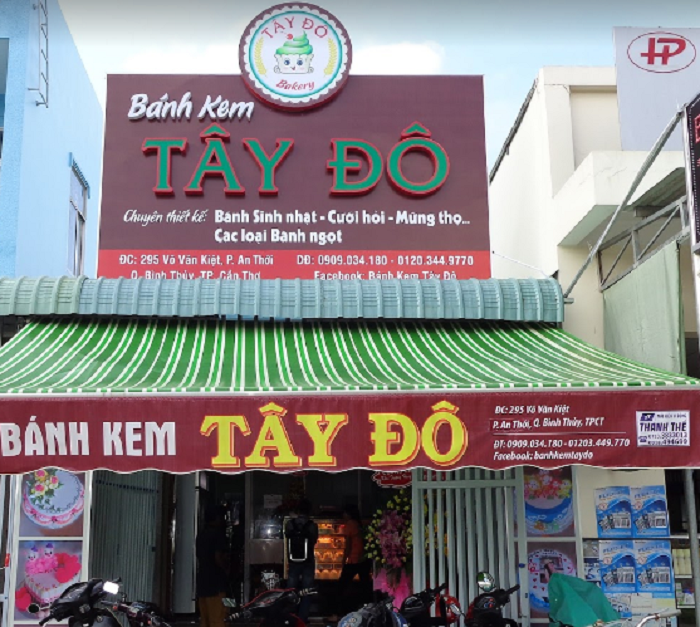 TÂY ĐÔ
Bakery
HP
Bánh Kem
TÂY ĐÔ
Chuyên thiết kế: Bánh Sinh nhật - Cưới hỏi - Mừng thọ...
Các loại Bánh ngọt
ĐC: 295 Võ Văn Kiệt, P. An Thới
DĐ: 0909.034.180 - 0120.344.9770
Q. Bình Thủy, TP. Cần Thơ
Facebook: Bánh Kem Tây Đô
BÁNH KEM TÂY ĐÔ
ĐC: 295 Võ Văn Kiệt
P. An Thới, Q. Bình Thủy, TPCT
DĐ: 0909.034.180 - 01203.449.770
Facebook: banhkemtaydo
THANH THẾ